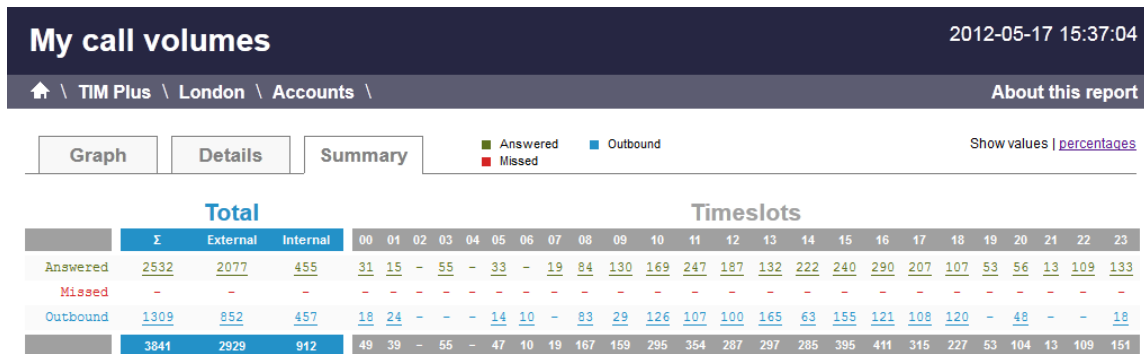 My call volumes 2012-05-17 15:37:04
\ TIM Plus \ London \ Accounts \ About this report
Graph Details Summary Answered Outbound Show values | percentages
Missed
Total Timeslots
Σ External Internal 00 01 02 03 04 05 06 07 08 09 10 11 12 13 14 15 16 17 18 19 20 21 22 23
Answered 2532 2077 455 31 15 - 55 - 33 - 19 84 130 169 247 187 132 222 240 290 207 107 53 56 13 109 133
Missed - - - - - - - - - - - - - - - - - - - - - - - - - - -
Outbound 1309 852 457 18 24 - - - 14 10 - 83 29 126 107 100 165 63 155 121 108 120 - 48 - - 18
3841 2929 912 49 39 - 55 - 47 10 19 167 159 295 354 287 297 285 395 411 315 227 53 104 13 109 151